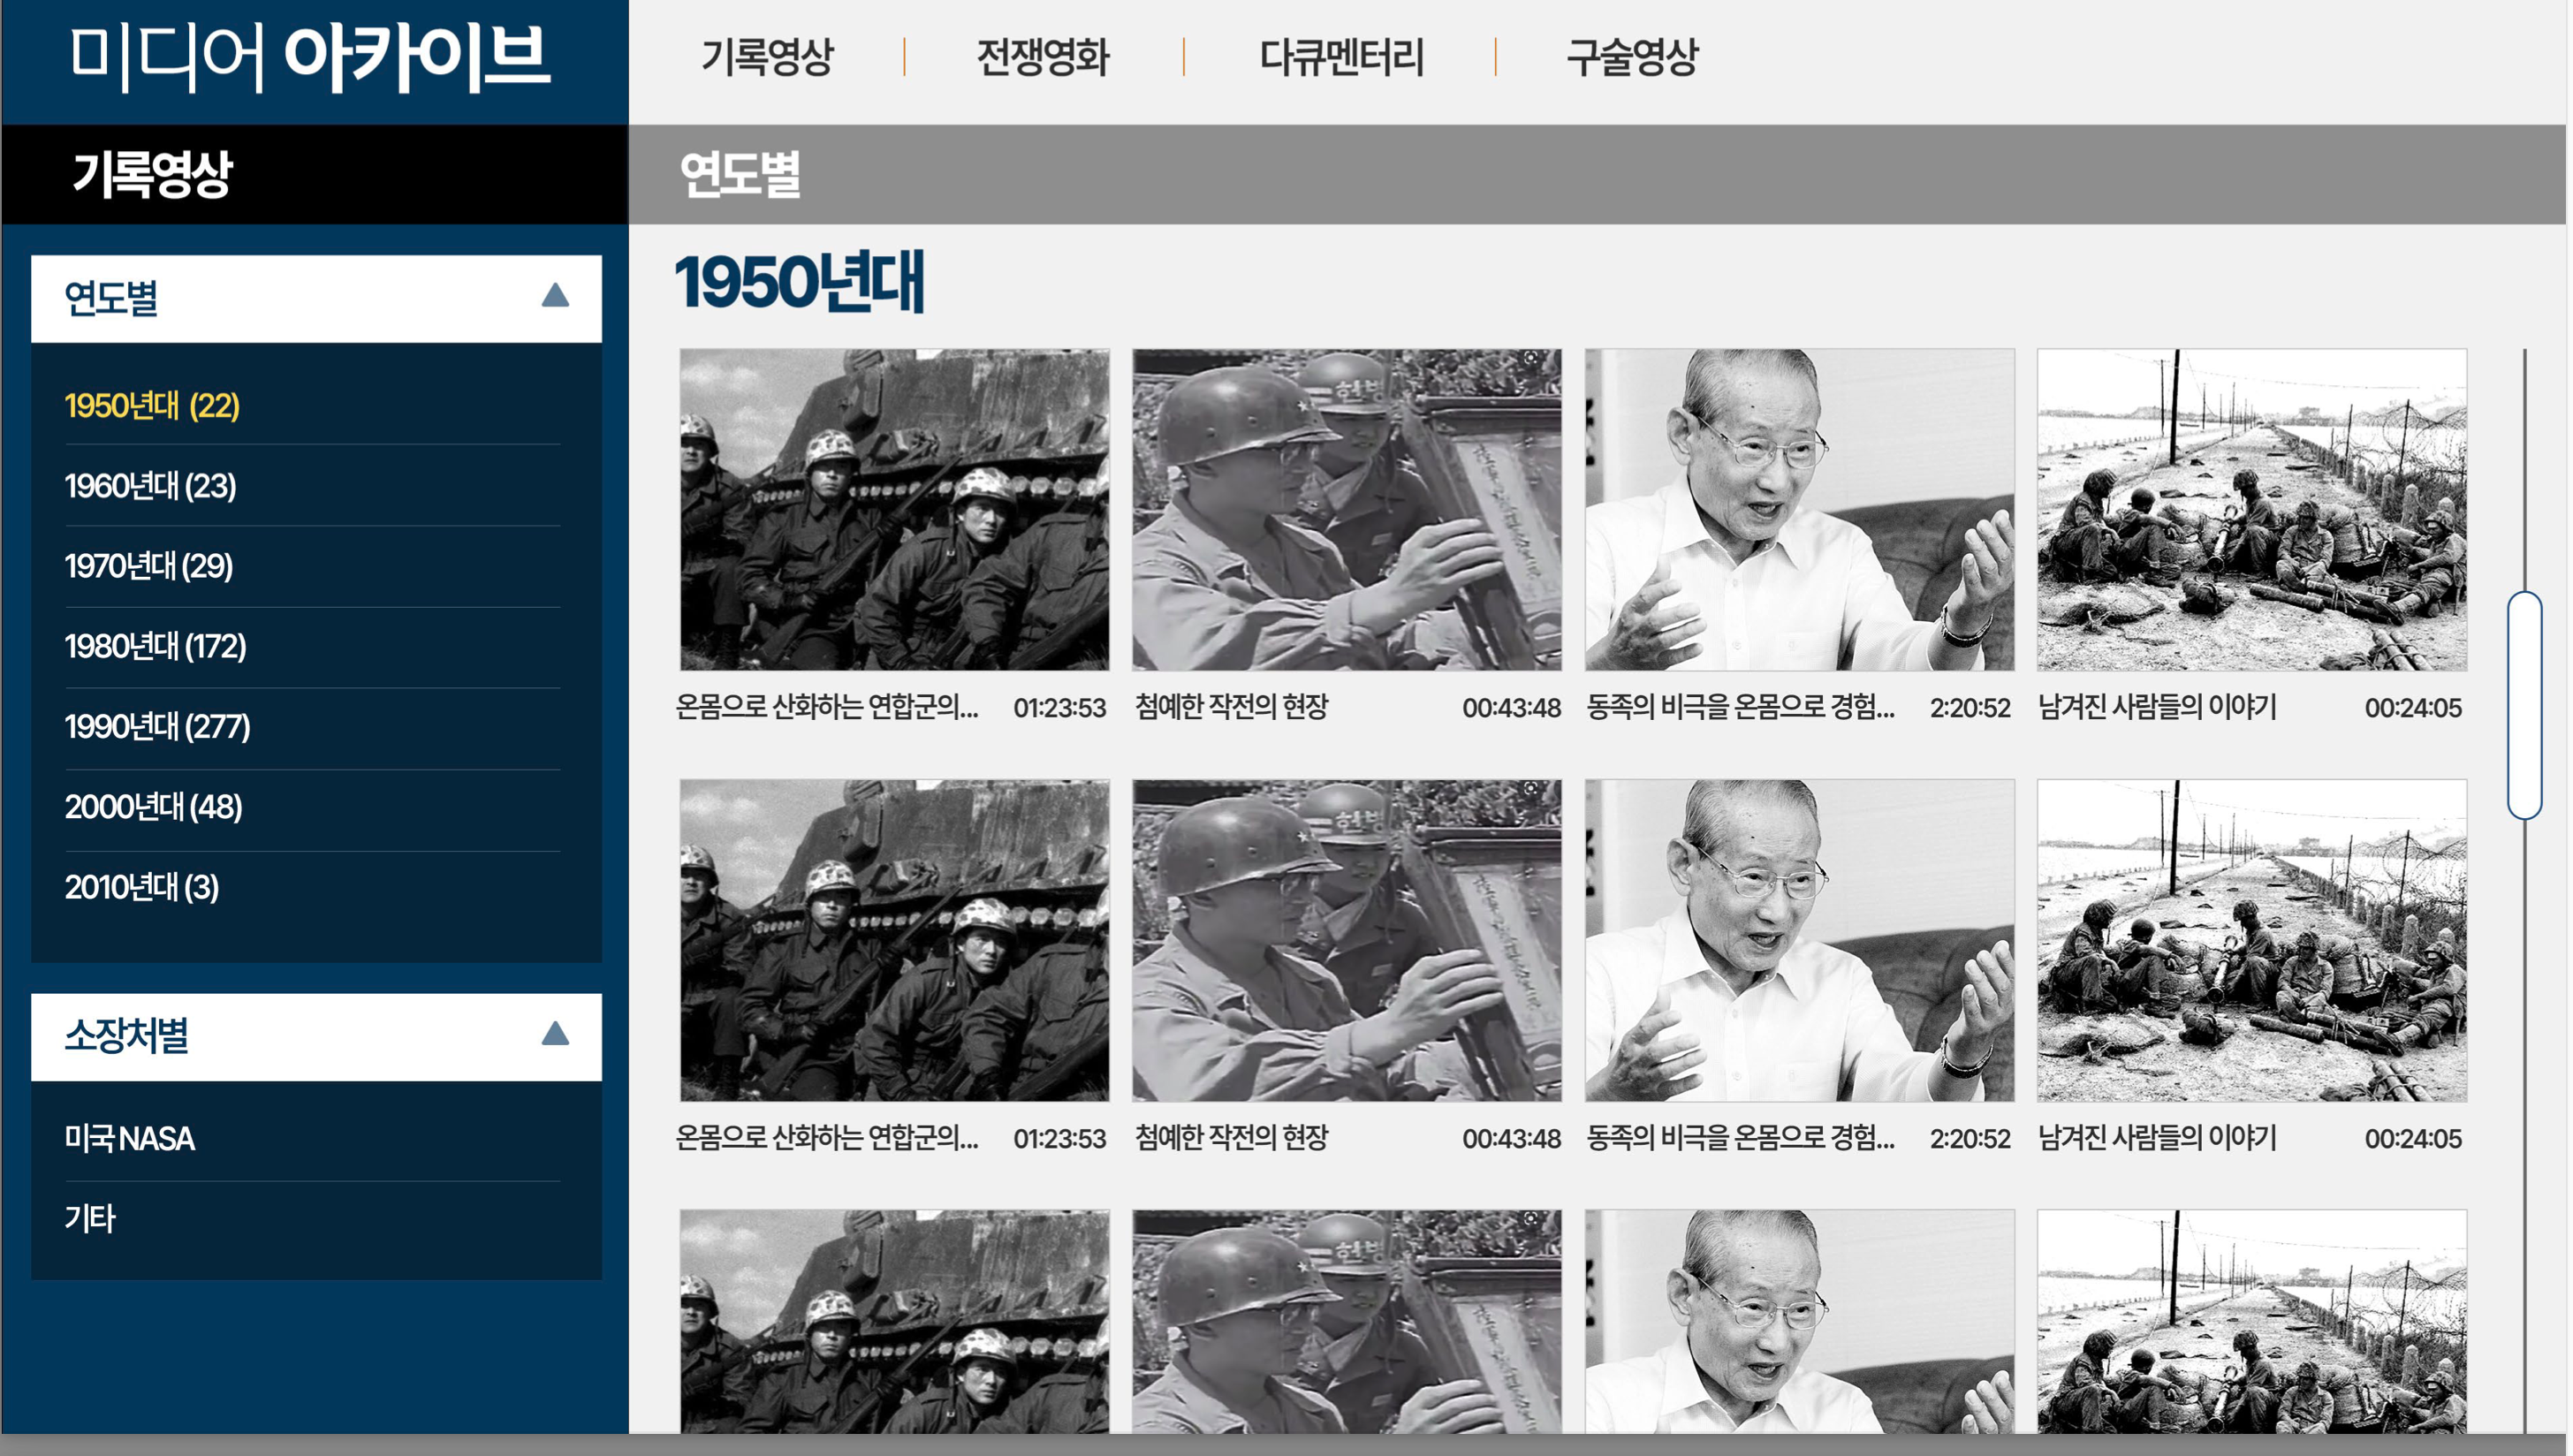 미디어 아카이브
기록영상
전쟁영화
다큐멘터리
구술영상
기록영상
연도별
연도별
1950년대 (22)
1960년대 (23)
1970년대 (29)
1980년대 (172)
1990년대 (277)
2000년대 (48)
2010년대 (3)
소장처별
미국 NASA
기타
1950년대
헌병
온몸으로 산화하는 연합군의... 01:23:53
첨예한 작전의 현장 00:43:48
동족의 비극을 온몸으로 경험... 2:20:52
남겨진 사람들의 이야기 00:24:05
헌병
온몸으로 산화하는 연합군의... 01:23:53
첨예한 작전의 현장 00:43:48
동족의 비극을 온몸으로 경험... 2:20:52
남겨진 사람들의 이야기 00:24:05
헌병